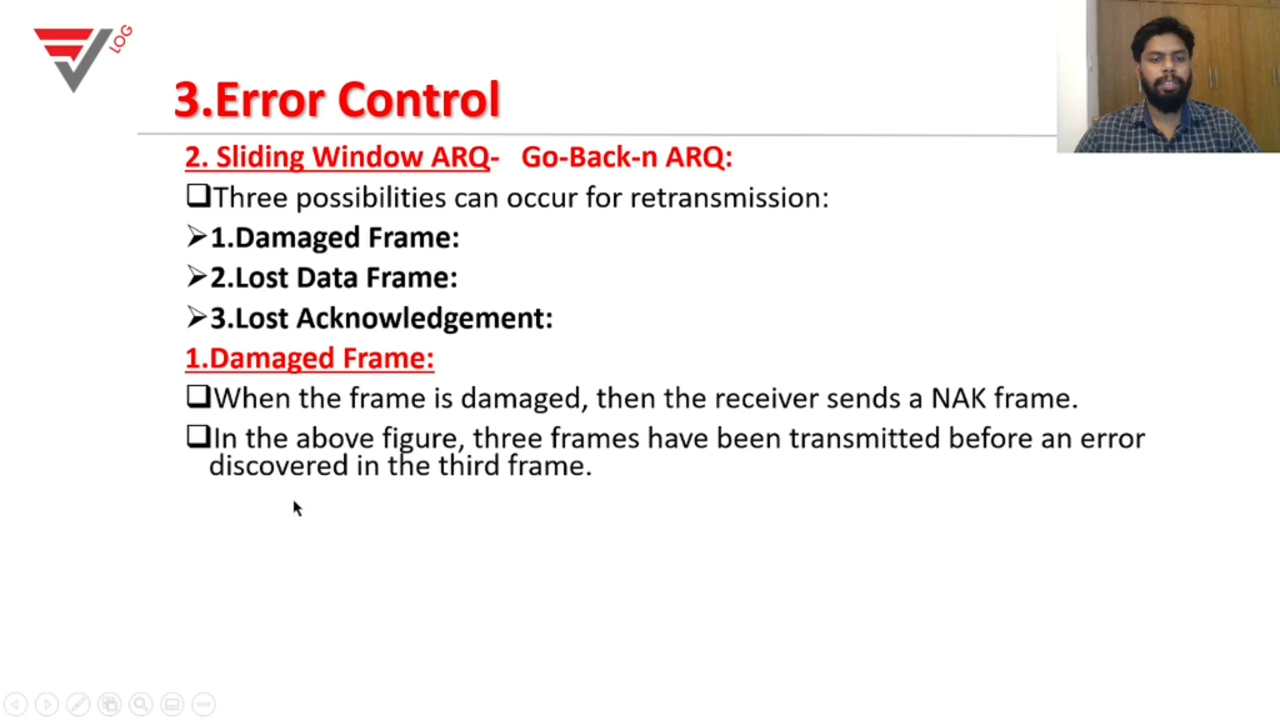 LOG
3.Error Control
2. Sliding Window ARQ- Go-Back-n ARQ:
Three possibilities can occur for retransmission:
1.Damaged Frame:
2.Lost Data Frame:
3.Lost Acknowledgement:
1.Damaged Frame:
When the frame is damaged, then the receiver sends a NAK frame.
In the above figure, three frames have been transmitted before an error
discovered in the third frame.